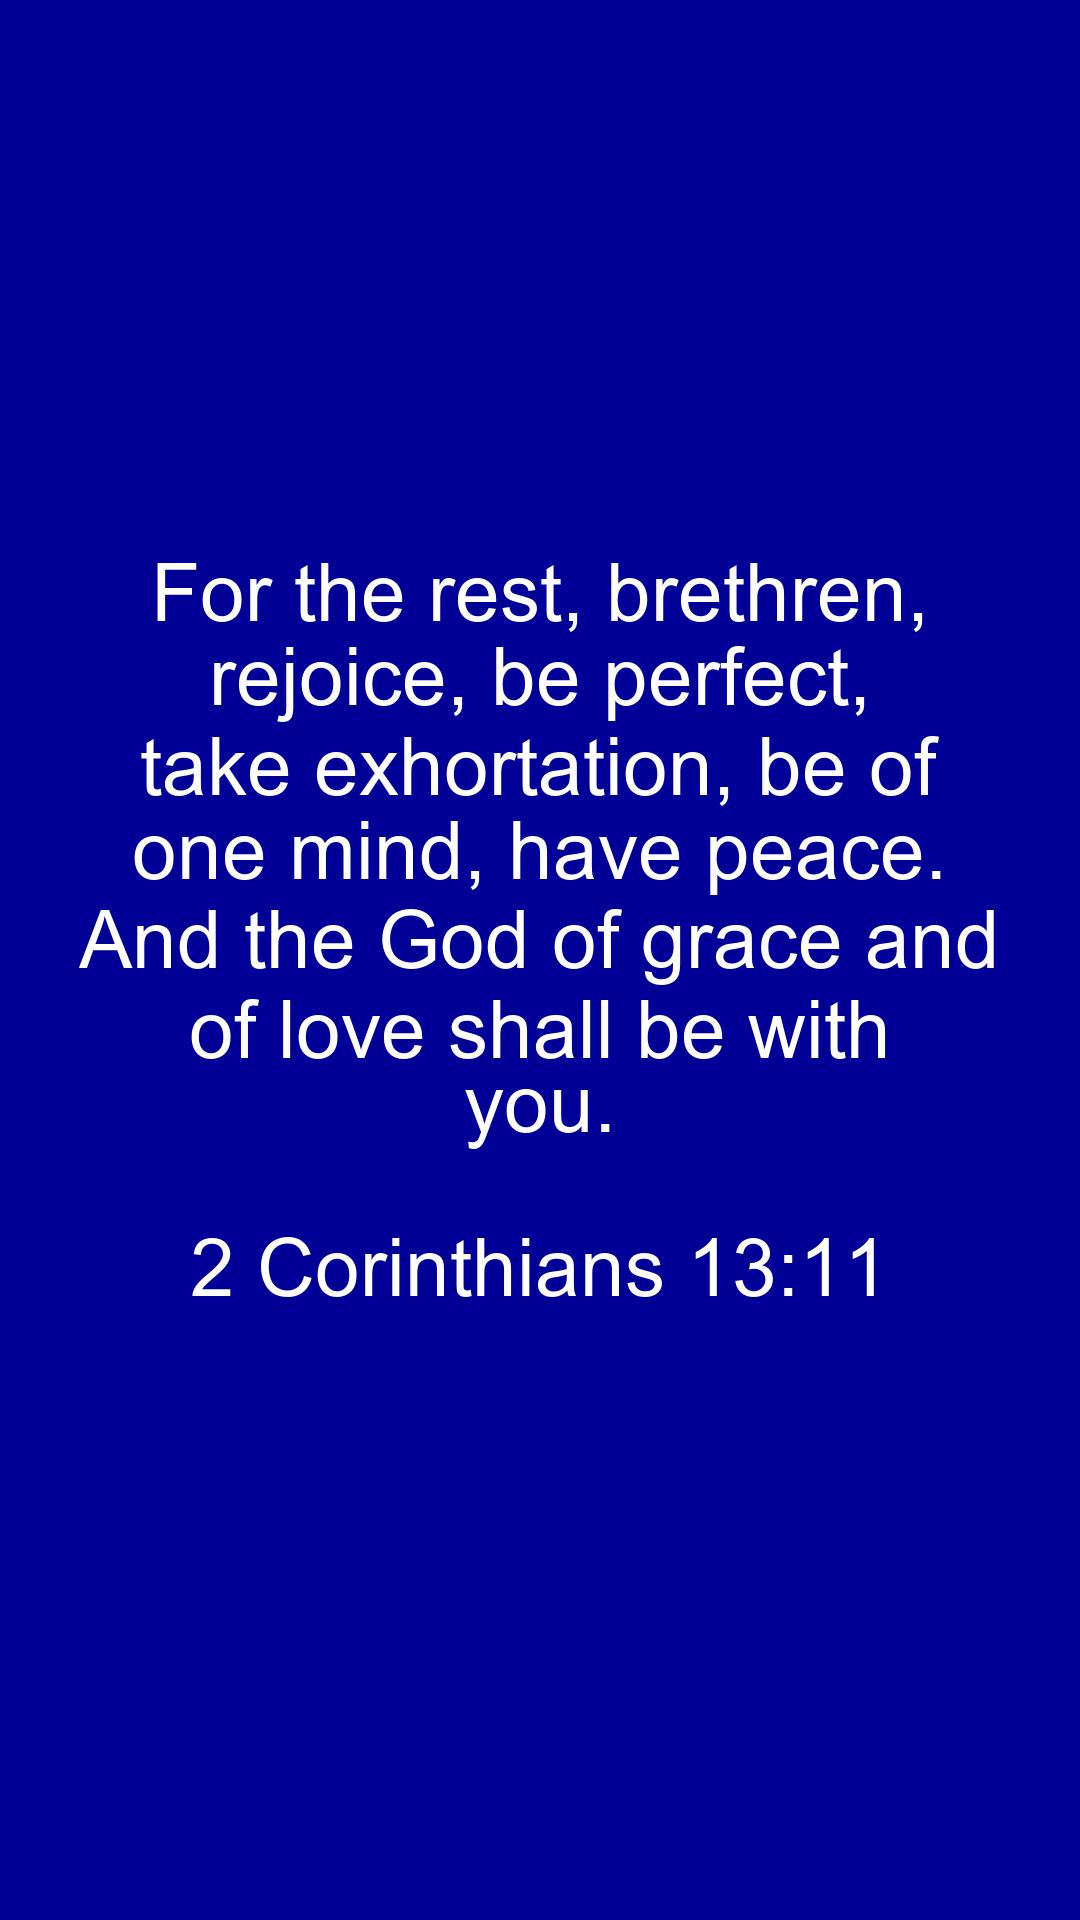 For the rest, brethren,
rejoice, be perfect,
take exhortation, be of
one mind, have peace.
And the God of grace and
of love shall be with
you.
2 Corinthians 13:11